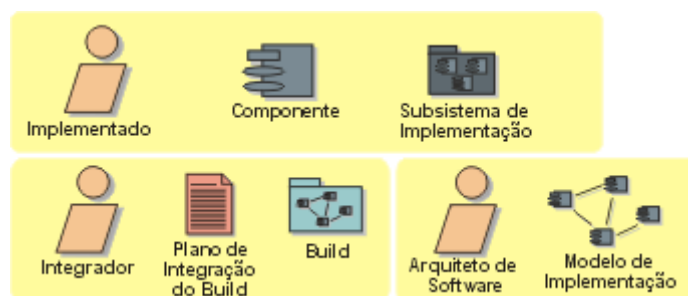 Implementado
Componente
Subsistema de
Implementação
Integrador
Plano de
Integração
do Build
Build
Arquiteto de
Software
Modelo de
Implementação